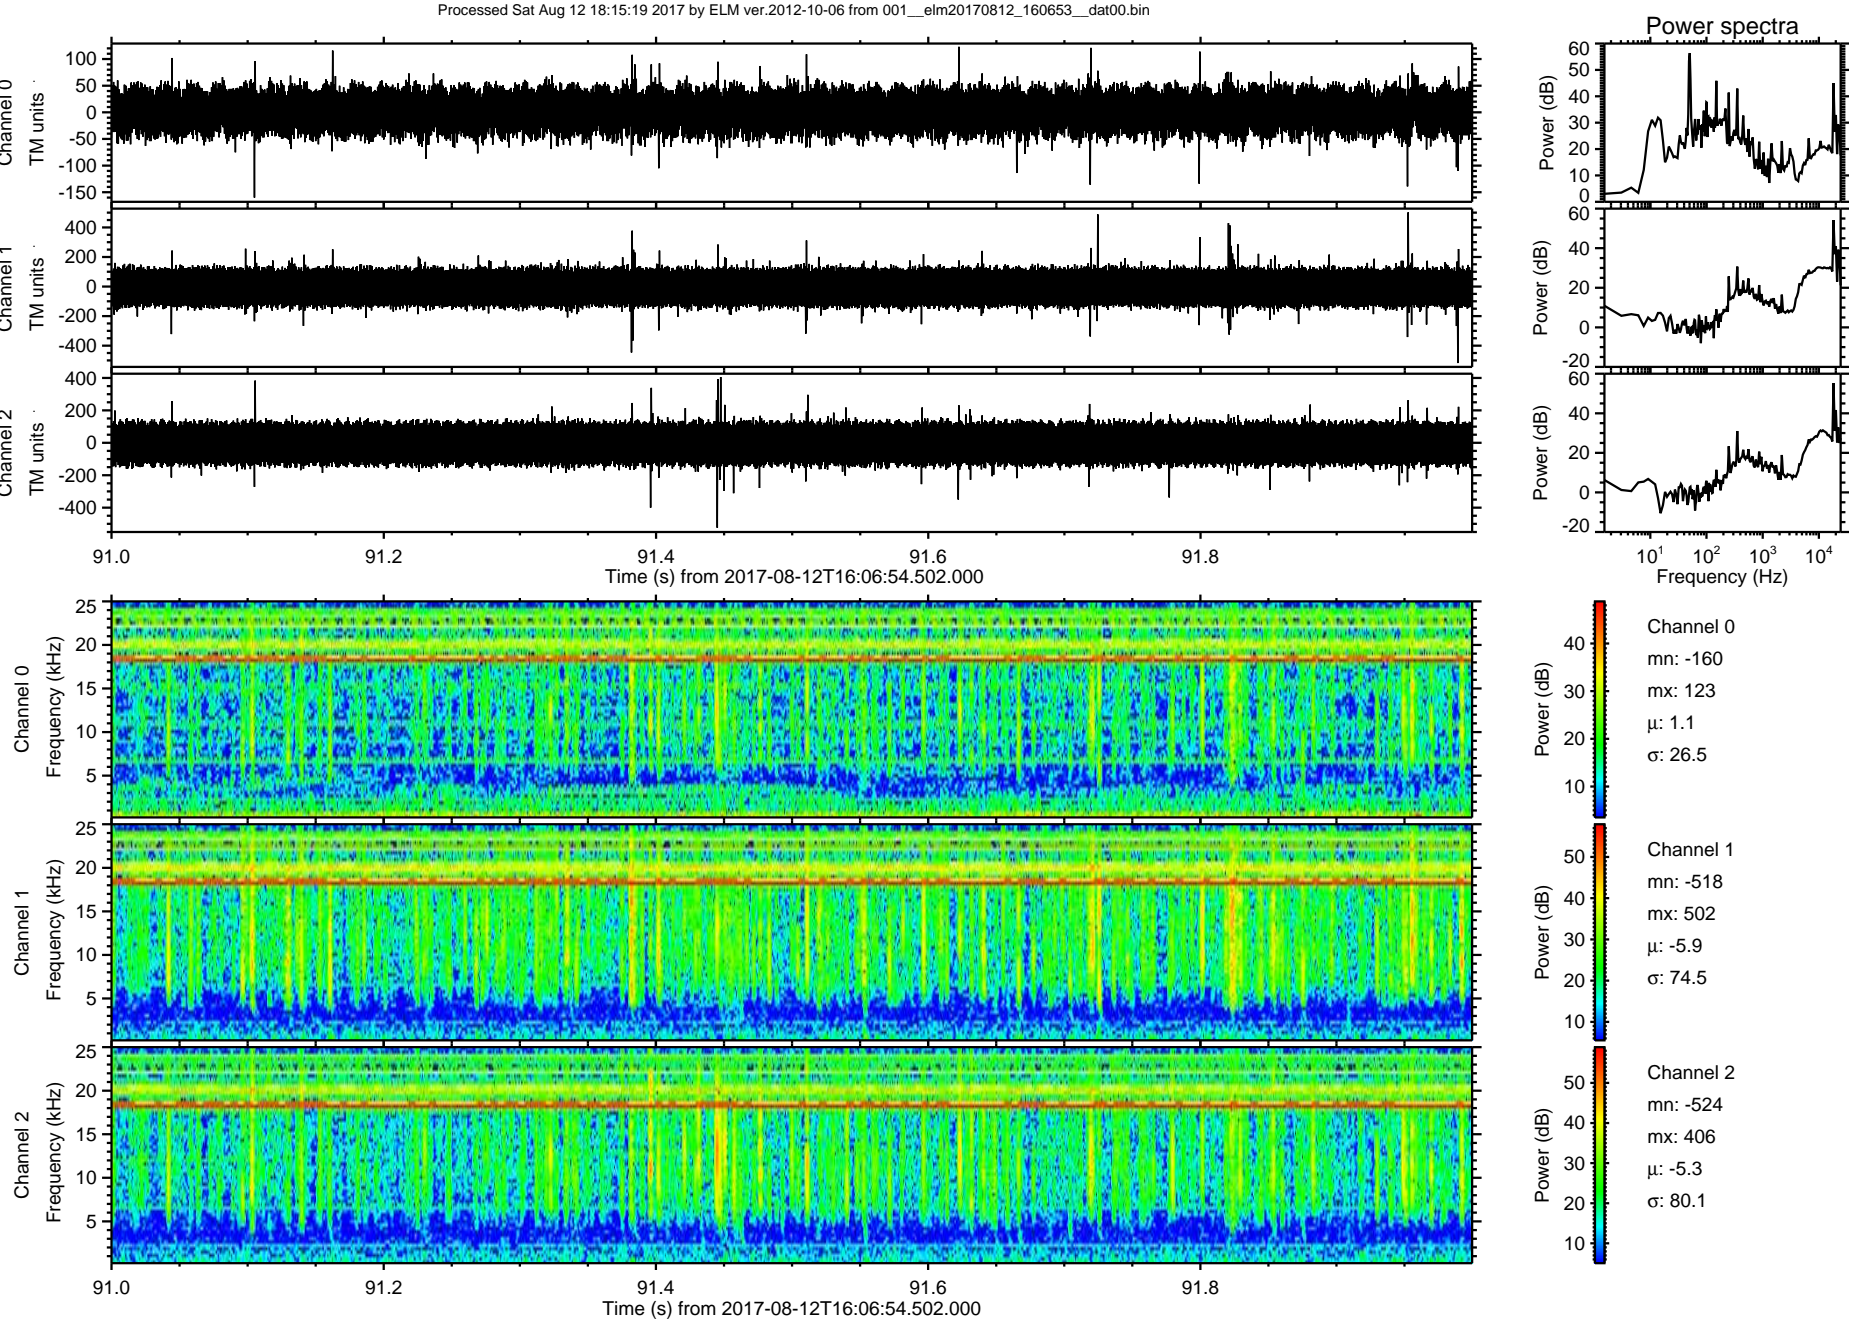 Processed Sat Aug 12 18:15:19 2017 by ELM ver.2012-10-06 from 001__elm20170812_160653__dat00.bin
Power spectra
Channel 0
TM units
100
50
0
-50
-100
-150
Power (dB)
60
50
40
30
20
10
0
Channel 1
TM units
400
200
0
-200
-400
Power (dB)
60
40
20
0
-20
Channel 2
TM units
400
200
0
-200
-400
Power (dB)
60
40
20
0
-20
91.0 91.2 91.4 91.6 91.8
Time (s) from 2017-08-12T16:06:54.502.000
10¹ 10² 10³ 10⁴
Frequency (Hz)
Channel 0
Frequency (kHz)
25
20
15
10
5
Power (dB)
40
30
20
10
Channel 0
mn: -160
mx: 123
μ: 1.1
σ: 26.5
Channel 1
Frequency (kHz)
25
20
15
10
5
Power (dB)
50
40
30
20
10
Channel 1
mn: -518
mx: 502
μ: -5.9
σ: 74.5
Channel 2
Frequency (kHz)
25
20
15
10
5
Power (dB)
50
40
30
20
10
Channel 2
mn: -524
mx: 406
μ: -5.3
σ: 80.1
91.0 91.2 91.4 91.6 91.8
Time (s) from 2017-08-12T16:06:54.502.000